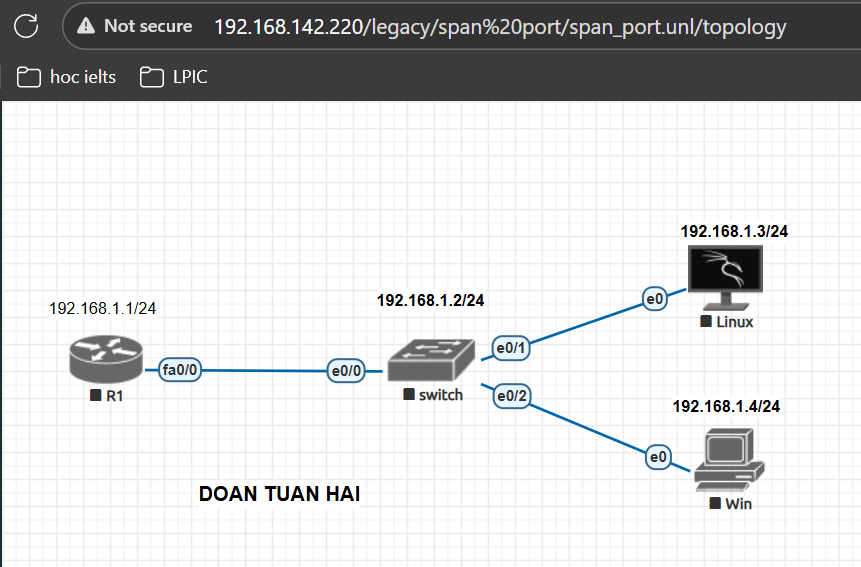 Not secure 192.168.142.220/legacy/span%20port/span_port.unl/topology
hoc ielts LPIC
192.168.1.3/24
e0
Linux
192.168.1.2/24
192.168.1.1/24
fa0/0
e0/0
e0/1
R1
switch
e0/2
192.168.1.4/24
e0
Win
DOAN TUAN HAI